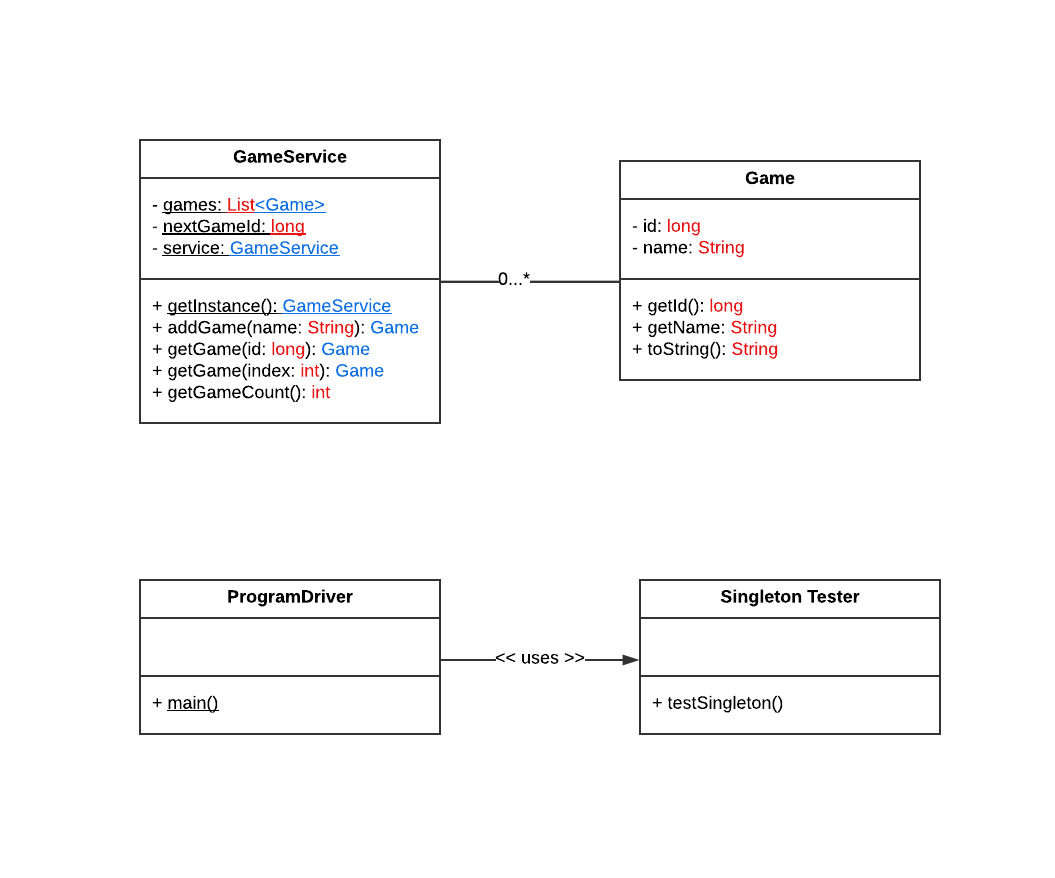 GameService
- games: List<Game>
- nextGameId: long
- service: GameService
+ getInstance(): GameService
+ addGame(name: String): Game
+ getGame(id: long): Game
+ getGame(index: int): Game
+ getGameCount(): int
0...*
Game
- id: long
- name: String
+ getId(): long
+ getName: String
+ toString(): String
ProgramDriver
+ main()
<< uses >>
Singleton Tester
+ testSingleton()